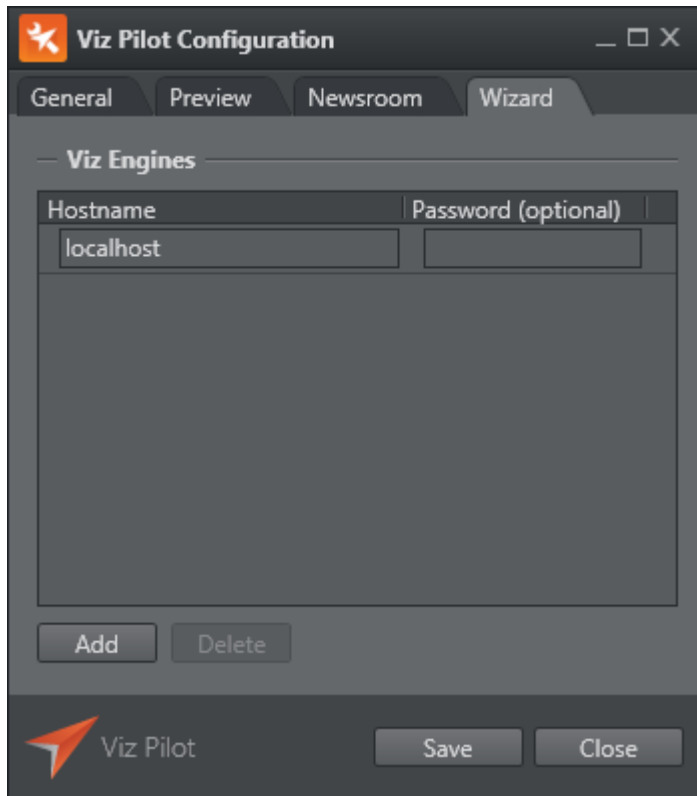 Viz Pilot Configuration
General Preview Newsroom Wizard
Viz Engines
Hostname Password (optional)
localhost
Add Delete
Viz Pilot Save Close